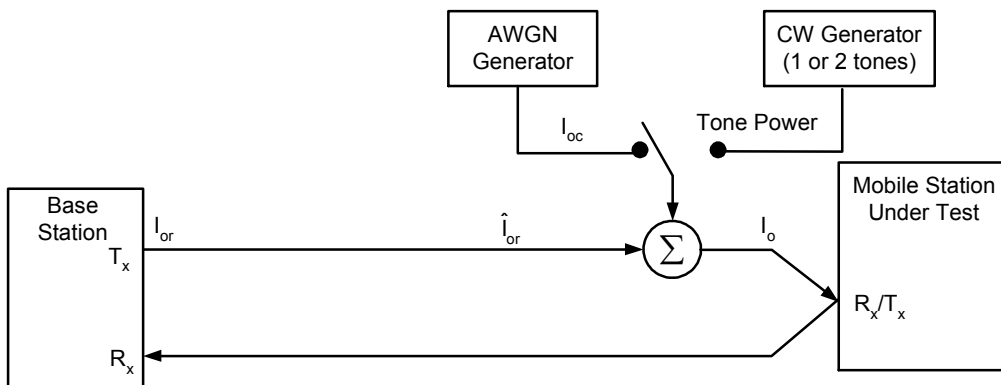 AWGN
Generator
CW Generator
(1 or 2 tones)
I_oc
Tone Power
Mobile Station
Under Test
Base
Station
I_or
Î_or
Σ
I_o
T_x
R_x/T_x
R_x